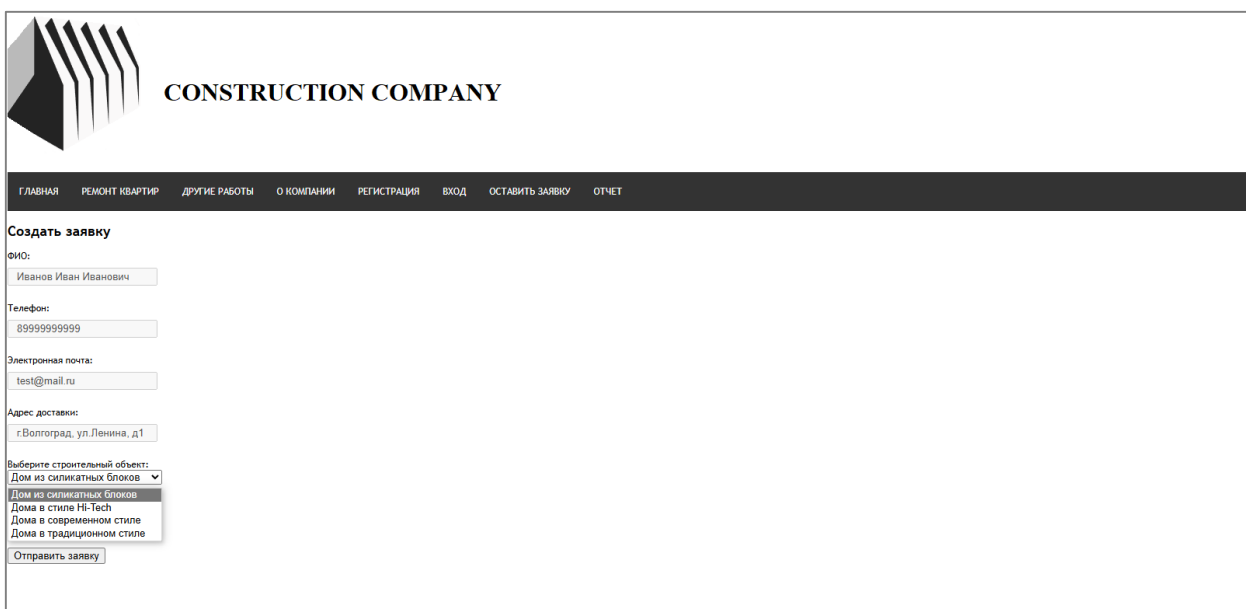 CONSTRUCTION COMPANY
ГЛАВНАЯ РЕМОНТ КВАРТИР ДРУГИЕ РАБОТЫ О КОМПАНИИ РЕГИСТРАЦИЯ ВХОД ОСТАВИТЬ ЗАЯВКУ ОТЧЕТ
Создать заявку
ФИО:
Иванов Иван Иванович
Телефон:
89999999999
Электронная почта:
test@mail.ru
Адрес доставки:
г.Волгоград, ул.Ленина, д1
Выберите строительный объект:
Дом из силикатных блоков
Дом из силикатных блоков
Дома в стиле Hi-Tech
Дома в современном стиле
Дома в традиционном стиле
Отправить заявку